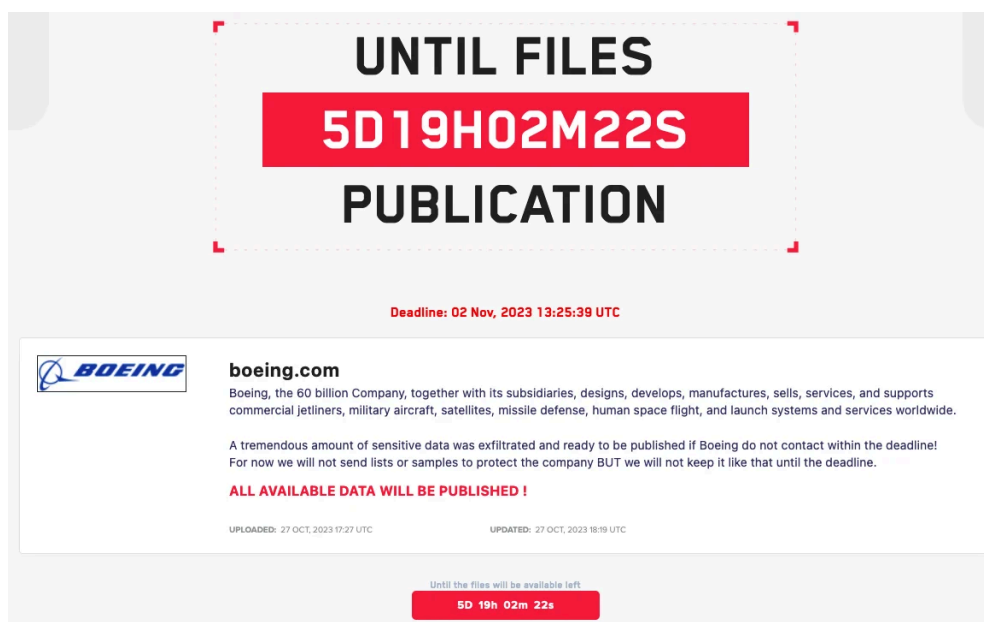 UNTIL FILES
5D19H02M22S
PUBLICATION
Deadline: 02 Nov, 2023 13:25:39 UTC
BOEING
boeing.com
Boeing, the 60 billion Company, together with its subsidiaries, designs, develops, manufactures, sells, services, and supports
commercial jetliners, military aircraft, satellites, missile defense, human space flight, and launch systems and services worldwide.
A tremendous amount of sensitive data was exfiltrated and ready to be published if Boeing do not contact within the deadline!
For now we will not send lists or samples to protect the company BUT we will not keep it like that until the deadline.
ALL AVAILABLE DATA WILL BE PUBLISHED !
UPLOADED: 27 OCT, 2023 17:27 UTC UPDATED: 27 OCT, 2023 18:19 UTC
Until the files will be available left
5D 19h 02m 22s